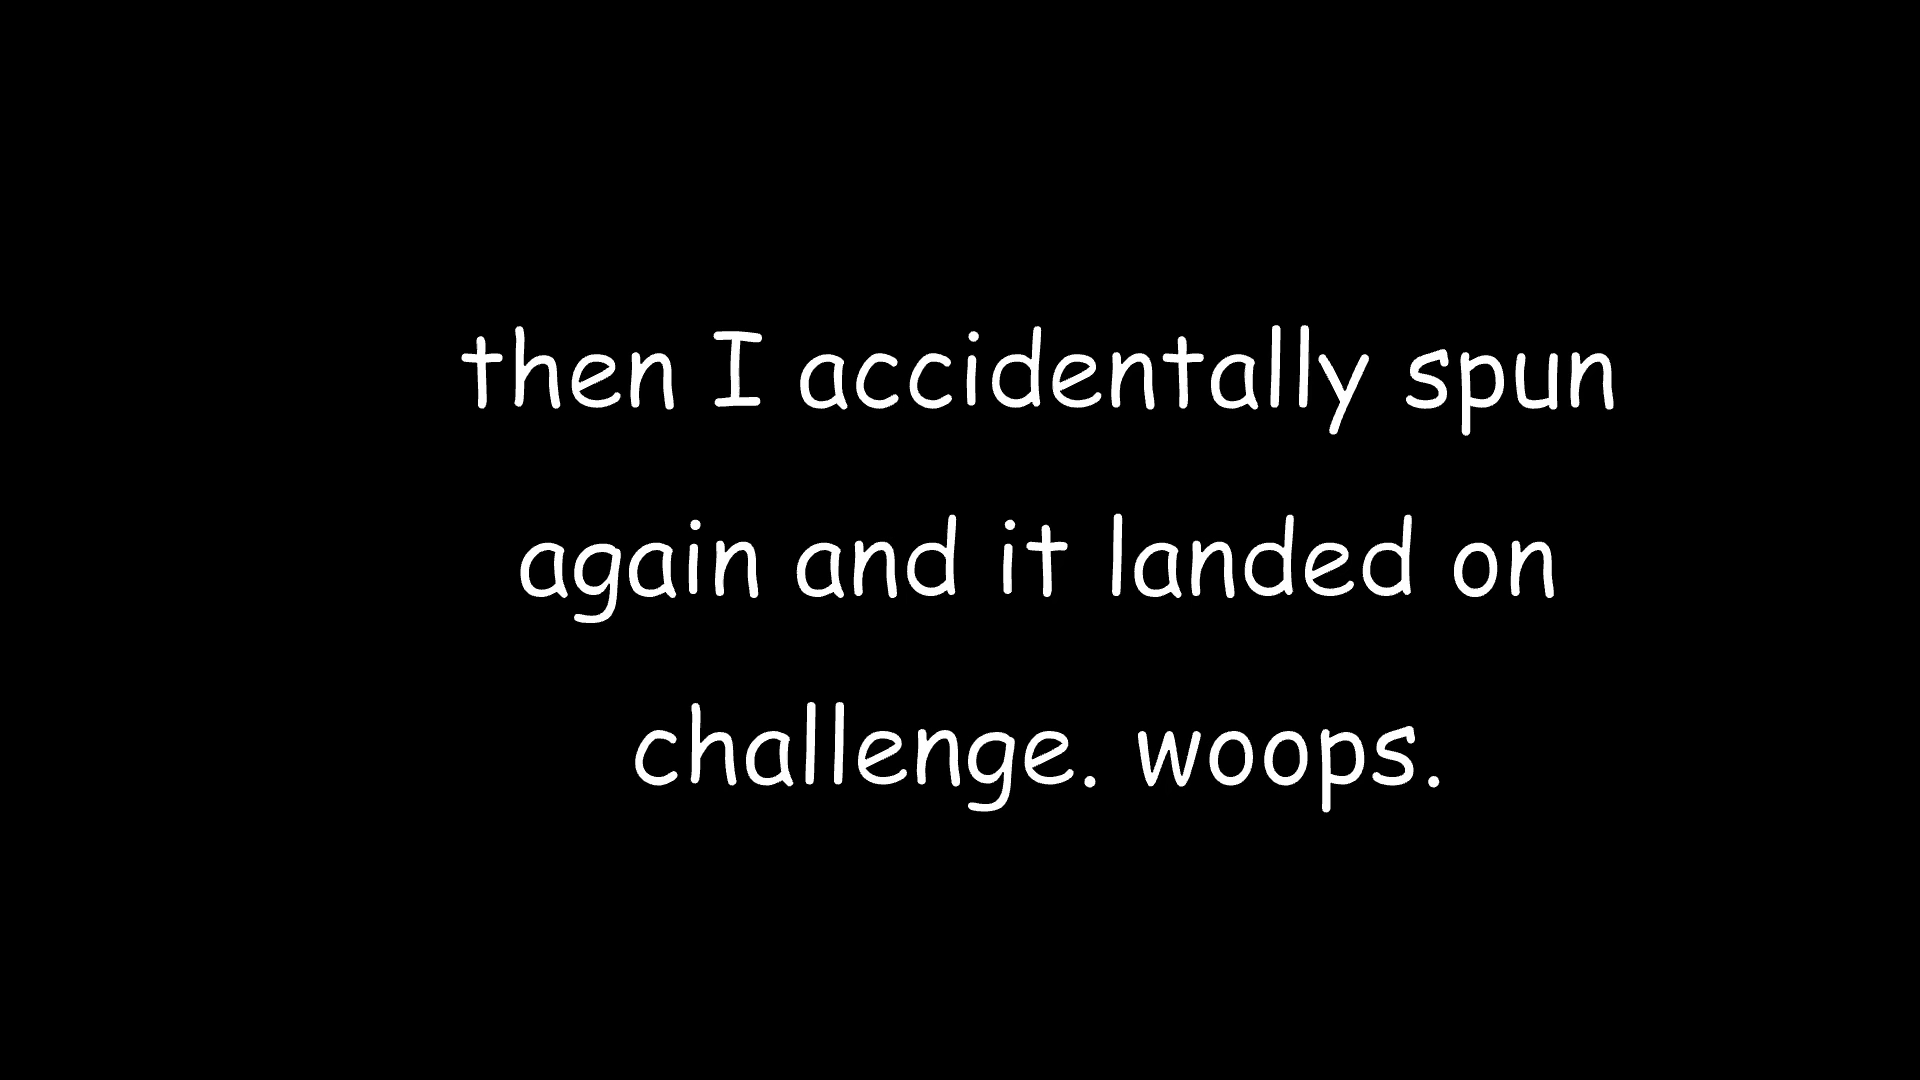 then I accidentally spun
again and it landed on
challenge. woops.